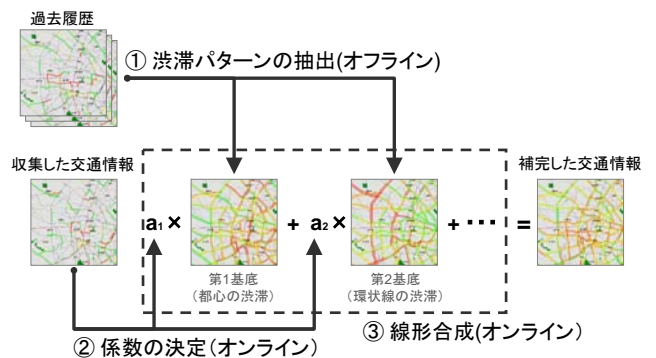 過去履歴
① 渋滞パターンの抽出(オフライン)
収集した交通情報
補完した交通情報
a₁ × + a₂ × + ･･･ =
第1基底
(都心の渋滞)
第2基底
(環状線の渋滞)
② 係数の決定(オンライン)
③ 線形合成(オンライン)